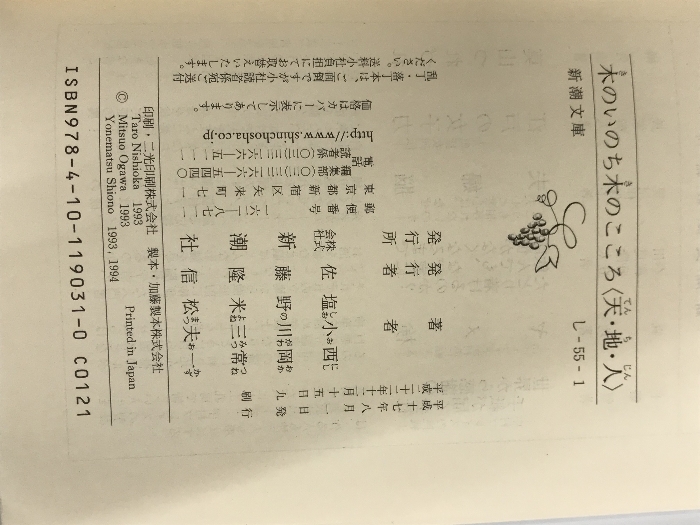 木のいのち木のこころ〈天・地・人〉
新潮文庫 し-55-1
平成十七年八月一日発行
十五日九刷
著者 西岡常一
小川三夫
塩野米松
発行者 佐藤隆信
発行所 株式会社 新潮社
郵便番号 一六二―八七一一
東京都新宿区矢来町七一
電話 編集部(〇三)三二六六―五四四〇
読者係(〇三)三二六六―五一一一
http://www.shinchosha.co.jp
価格はカバーに表示してあります。
乱丁・落丁本は、ご面倒ですが小社読者係宛ご送付
ください。送料小社負担にてお取替えいたします。
印刷・二光印刷株式会社 製本・加藤製本株式会社
© Taro Nishioka 1993
Mitsuo Ogawa 1993
Yonematsu Shiono 1993, 1994 Printed in Japan
ISBN978-4-10-119031-0 C0121